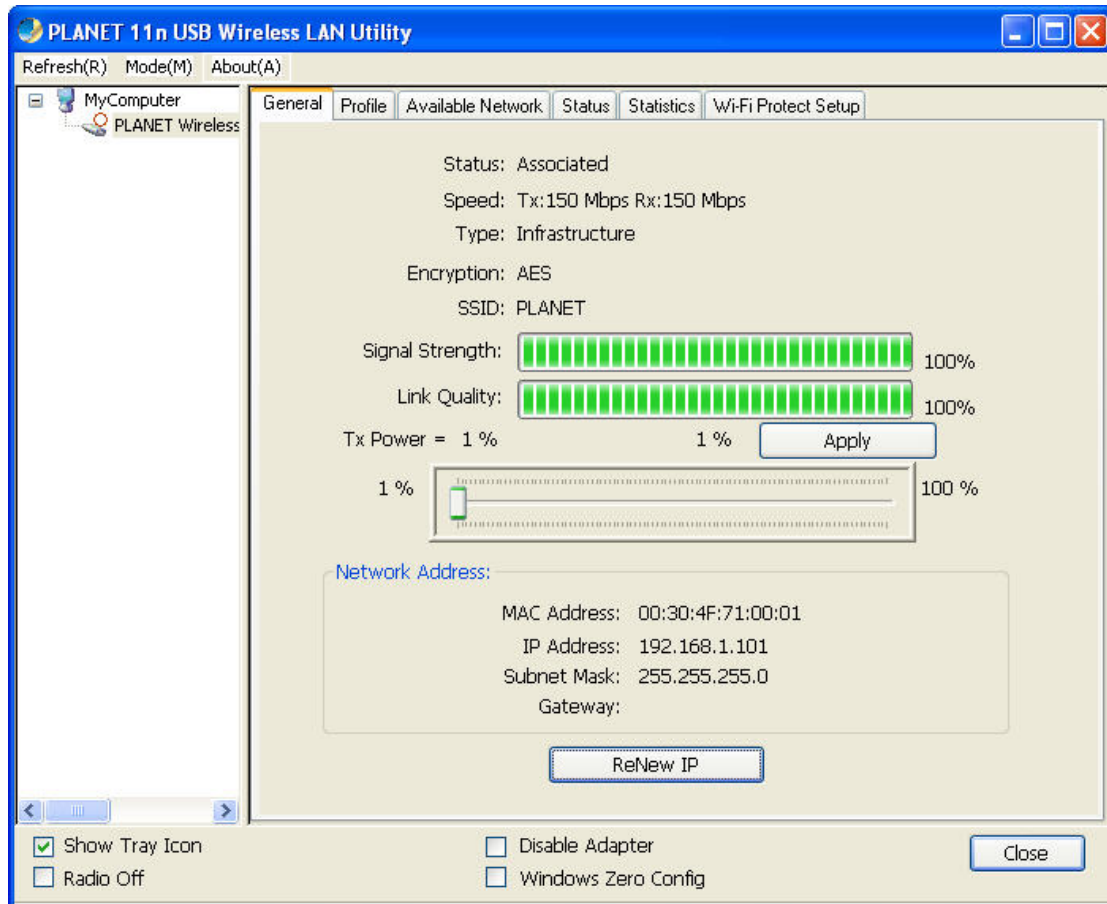 PLANET 11n USB Wireless LAN Utility
Refresh(R) Mode(M) About(A)
MyComputer
PLANET Wireless
General Profile Available Network Status Statistics Wi-Fi Protect Setup
Status: Associated
Speed: Tx:150 Mbps Rx:150 Mbps
Type: Infrastructure
Encryption: AES
SSID: PLANET
Signal Strength: 100%
Link Quality: 100%
Tx Power = 1 % 1 % Apply
1 % 100 %
Network Address:
MAC Address: 00:30:4F:71:00:01
IP Address: 192.168.1.101
Subnet Mask: 255.255.255.0
Gateway:
ReNew IP
Show Tray Icon Disable Adapter Close
Radio Off Windows Zero Config